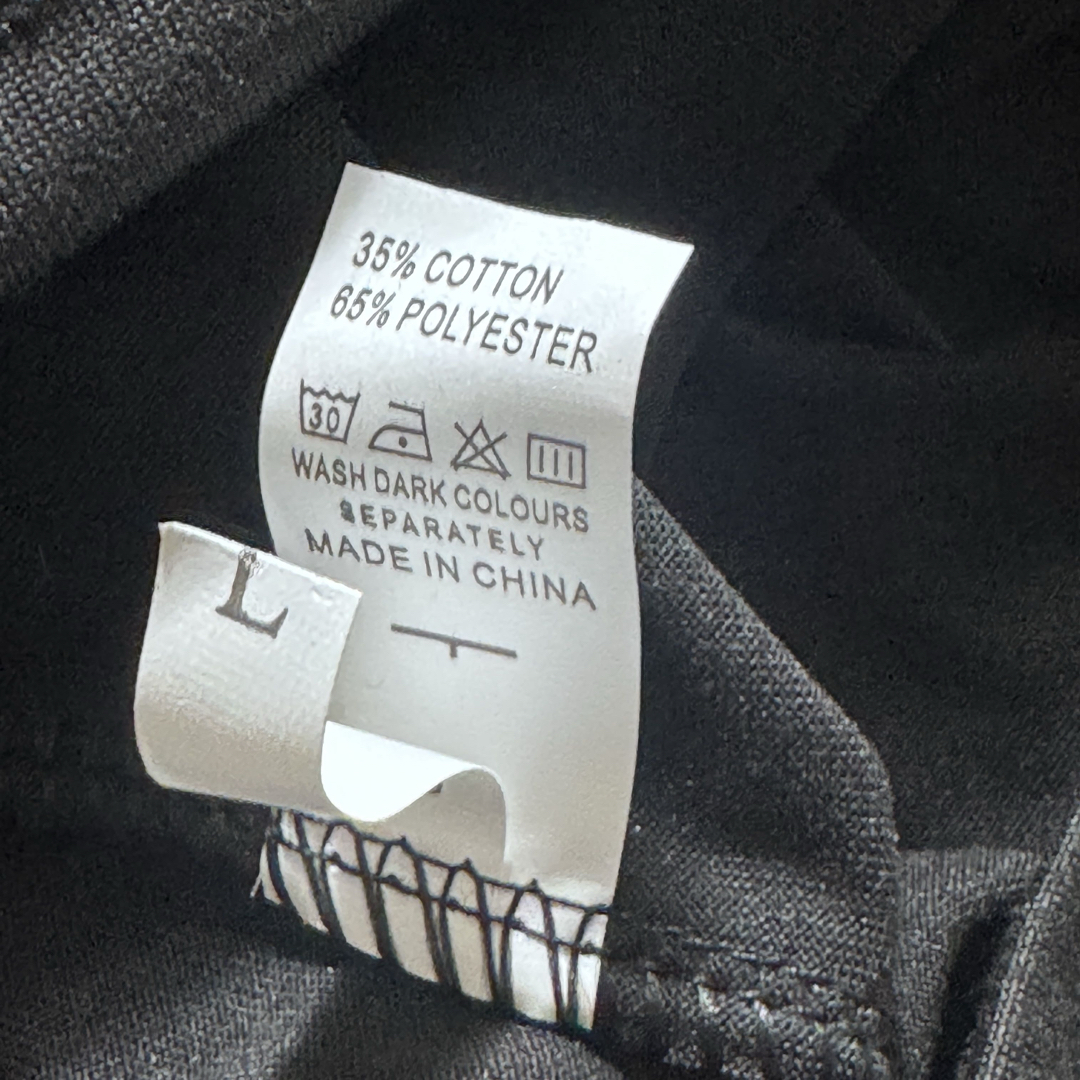 35% COTTON
65% POLYESTER
30
WASH DARK COLOURS
SEPARATELY
MADE IN CHINA
L